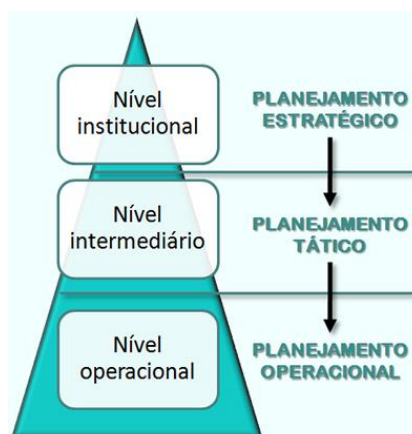 Nível
institucional
PLANEJAMENTO
ESTRATÉGICO
Nível
intermediário
PLANEJAMENTO
TÁTICO
Nível
operacional
PLANEJAMENTO
OPERACIONAL